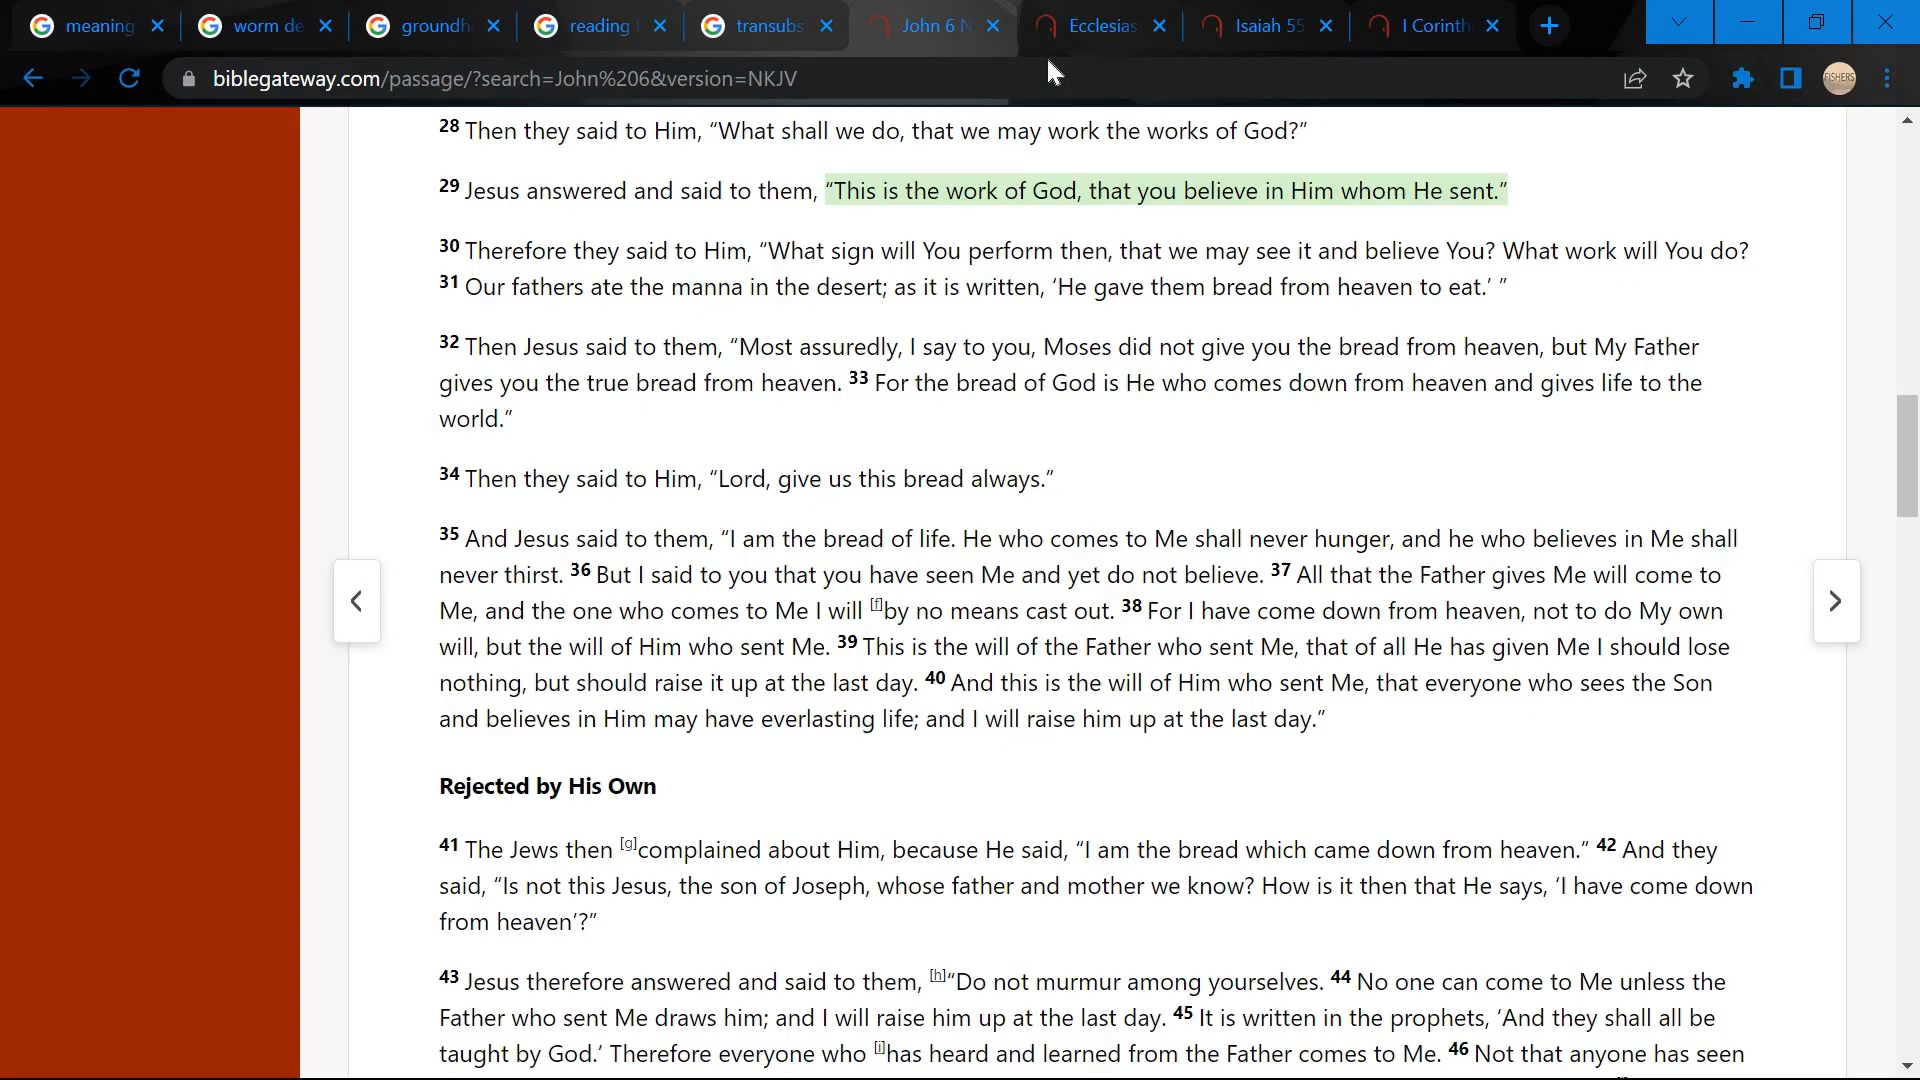 meaning worm de groundh reading transubs John 6 N Ecclesias Isaiah 55 I Corinth
biblegateway.com/passage/?search=John%206&version=NKJV FISHERS
28 Then they said to Him, “What shall we do, that we may work the works of God?”
29 Jesus answered and said to them, “This is the work of God, that you believe in Him whom He sent.”
30 Therefore they said to Him, “What sign will You perform then, that we may see it and believe You? What work will You do?
31 Our fathers ate the manna in the desert; as it is written, ‘He gave them bread from heaven to eat.’ ”
32 Then Jesus said to them, “Most assuredly, I say to you, Moses did not give you the bread from heaven, but My Father
gives you the true bread from heaven. 33 For the bread of God is He who comes down from heaven and gives life to the
world.”
34 Then they said to Him, “Lord, give us this bread always.”
35 And Jesus said to them, “I am the bread of life. He who comes to Me shall never hunger, and he who believes in Me shall
never thirst. 36 But I said to you that you have seen Me and yet do not believe. 37 All that the Father gives Me will come to
Me, and the one who comes to Me I will [f]by no means cast out. 38 For I have come down from heaven, not to do My own
will, but the will of Him who sent Me. 39 This is the will of the Father who sent Me, that of all He has given Me I should lose
nothing, but should raise it up at the last day. 40 And this is the will of Him who sent Me, that everyone who sees the Son
and believes in Him may have everlasting life; and I will raise him up at the last day.”
Rejected by His Own
41 The Jews then [g]complained about Him, because He said, “I am the bread which came down from heaven.” 42 And they
said, “Is not this Jesus, the son of Joseph, whose father and mother we know? How is it then that He says, ‘I have come down
from heaven’?”
43 Jesus therefore answered and said to them, [h]“Do not murmur among yourselves. 44 No one can come to Me unless the
Father who sent Me draws him; and I will raise him up at the last day. 45 It is written in the prophets, ‘And they shall all be
taught by God.’ Therefore everyone who [i]has heard and learned from the Father comes to Me. 46 Not that anyone has seen